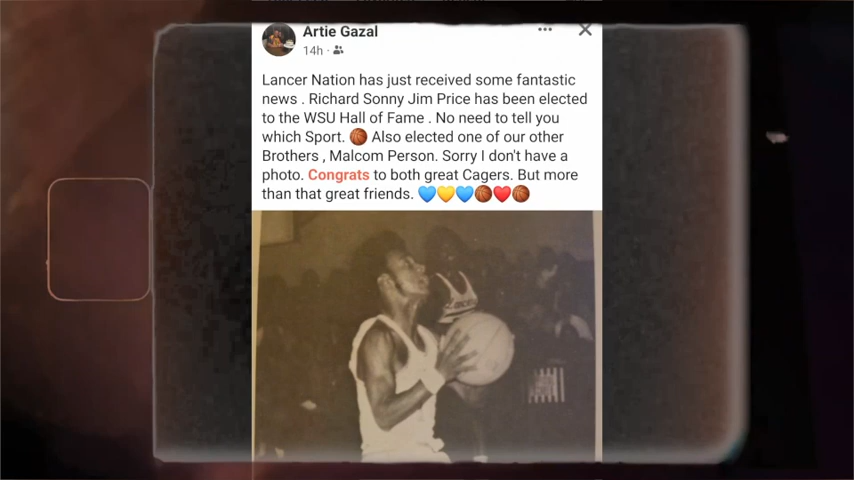 Artie Gazal
14h ·
Lancer Nation has just received some fantastic
news . Richard Sonny Jim Price has been elected
to the WSU Hall of Fame . No need to tell you
which Sport. 🏀 Also elected one of our other
Brothers , Malcom Person. Sorry I don't have a
photo. Congrats to both great Cagers. But more
than that great friends. 💙💛💙🏀❤️🏀